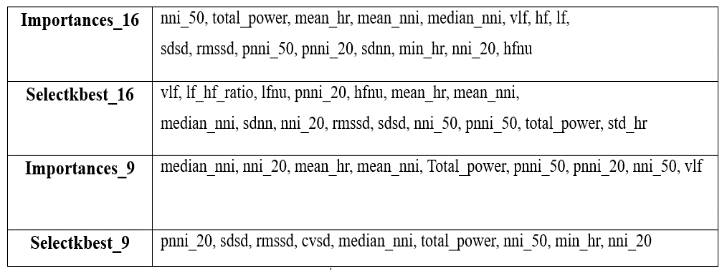 Importances_16
nni_50, total_power, mean_hr, mean_nni, median_nni, vlf, hf, lf,
sdsd, rmssd, pnni_50, pnni_20, sdnn, min_hr, nni_20, hfnu
Selectkbest_16
vlf, lf_hf_ratio, lfnu, pnni_20, hfnu, mean_hr, mean_nni,
median_nni, sdnn, nni_20, rmssd, sdsd, nni_50, pnni_50, total_power, std_hr
Importances_9
median_nni, nni_20, mean_hr, mean_nni, Total_power, pnni_50, pnni_20, nni_50, vlf
Selectkbest_9
pnni_20, sdsd, rmssd, cvsd, median_nni, total_power, nni_50, min_hr, nni_20